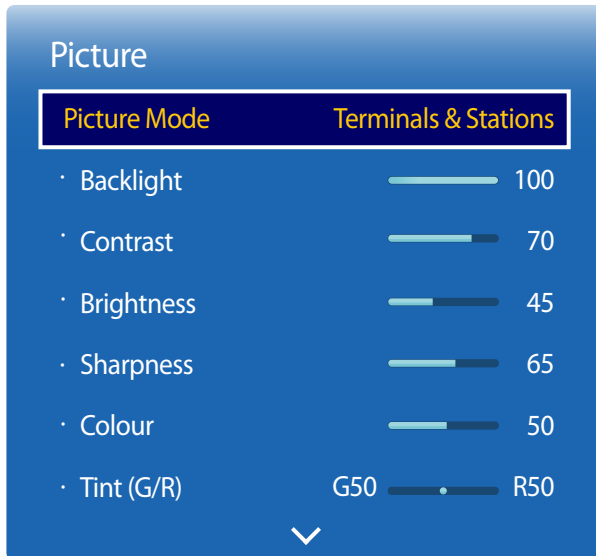 Picture
Picture Mode Terminals & Stations
· Backlight 100
· Contrast 70
· Brightness 45
· Sharpness 65
· Colour 50
· Tint (G/R) G50 R50